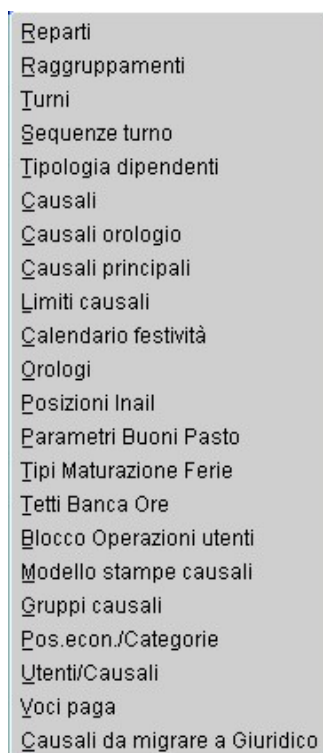 Reparti
Raggruppamenti
Turni
Sequenze turno
Tipologia dipendenti
Causali
Causali orologio
Causali principali
Limiti causali
Calendario festività
Orologi
Posizioni Inail
Parametri Buoni Pasto
Tipi Maturazione Ferie
Tetti Banca Ore
Blocco Operazioni utenti
Modello stampe causali
Gruppi causali
Pos.econ./Categorie
Utenti/Causali
Voci paga
Causali da migrare a Giuridico